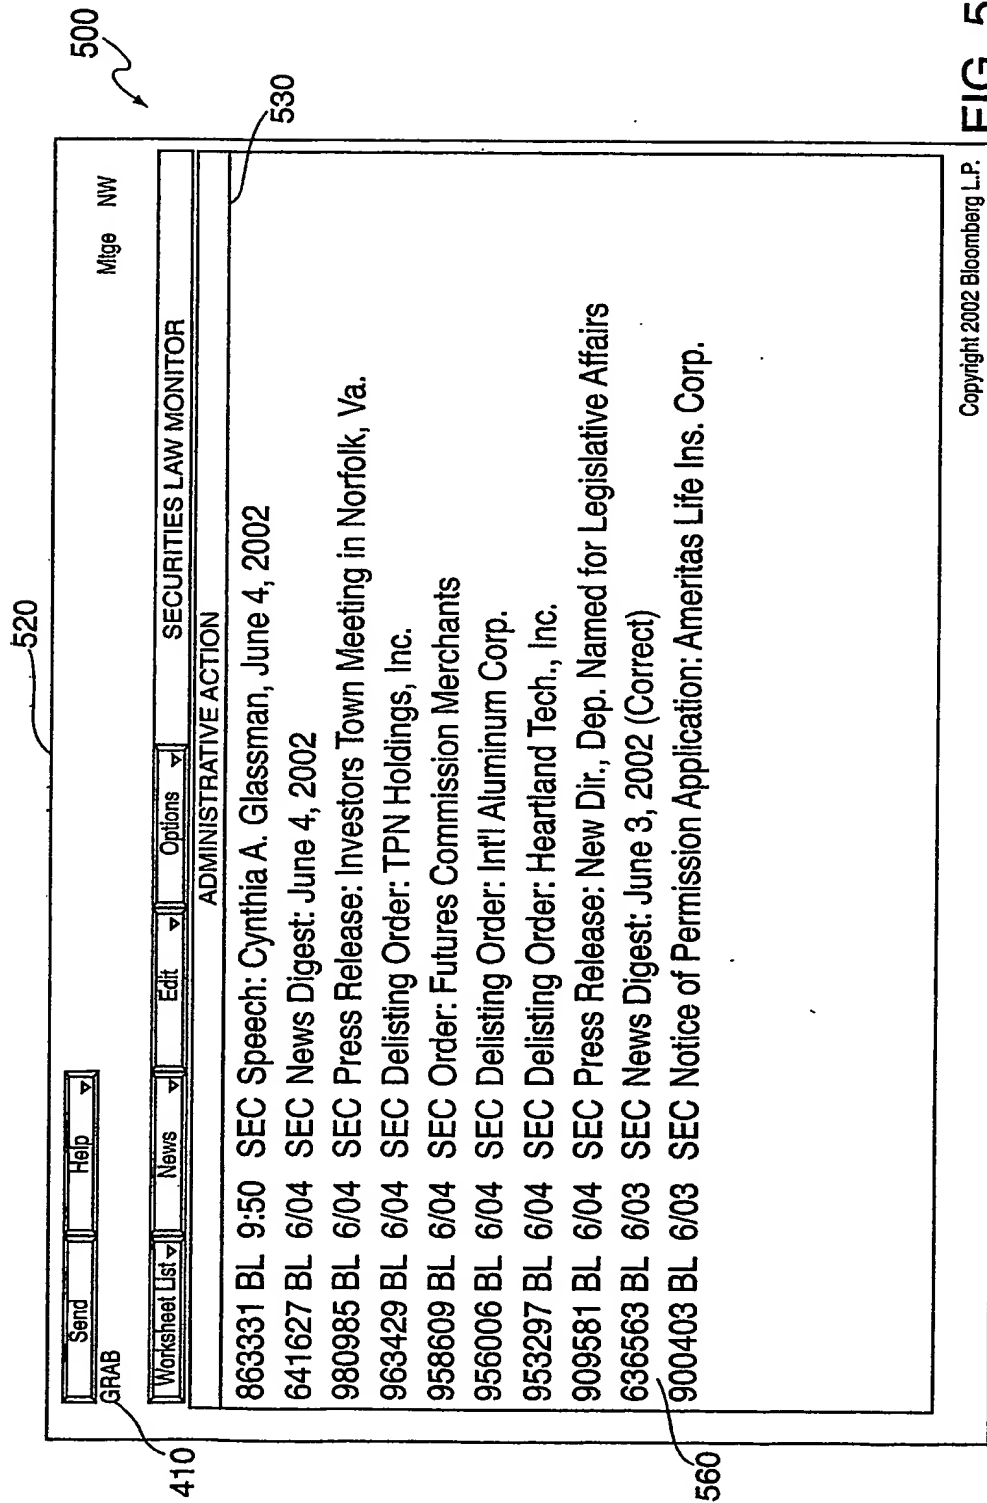 500
520
Send Help
GRAB
410
Mtge NW
Worksheet List News Edit Options SECURITIES LAW MONITOR
ADMINISTRATIVE ACTION
530
863331 BL 9:50 SEC Speech: Cynthia A. Glassman, June 4, 2002
641627 BL 6/04 SEC News Digest: June 4, 2002
980985 BL 6/04 SEC Press Release: Investors Town Meeting in Norfolk, Va.
963429 BL 6/04 SEC Delisting Order: TPN Holdings, Inc.
958609 BL 6/04 SEC Order: Futures Commission Merchants
956006 BL 6/04 SEC Delisting Order: Int'l Aluminum Corp.
953297 BL 6/04 SEC Delisting Order: Heartland Tech., Inc.
909581 BL 6/04 SEC Press Release: New Dir., Dep. Named for Legislative Affairs
636563 BL 6/03 SEC News Digest: June 3, 2002 (Correct)
900403 BL 6/03 SEC Notice of Permission Application: Ameritas Life Ins. Corp.
560
Copyright 2002 Bloomberg L.P.
FIG. 5